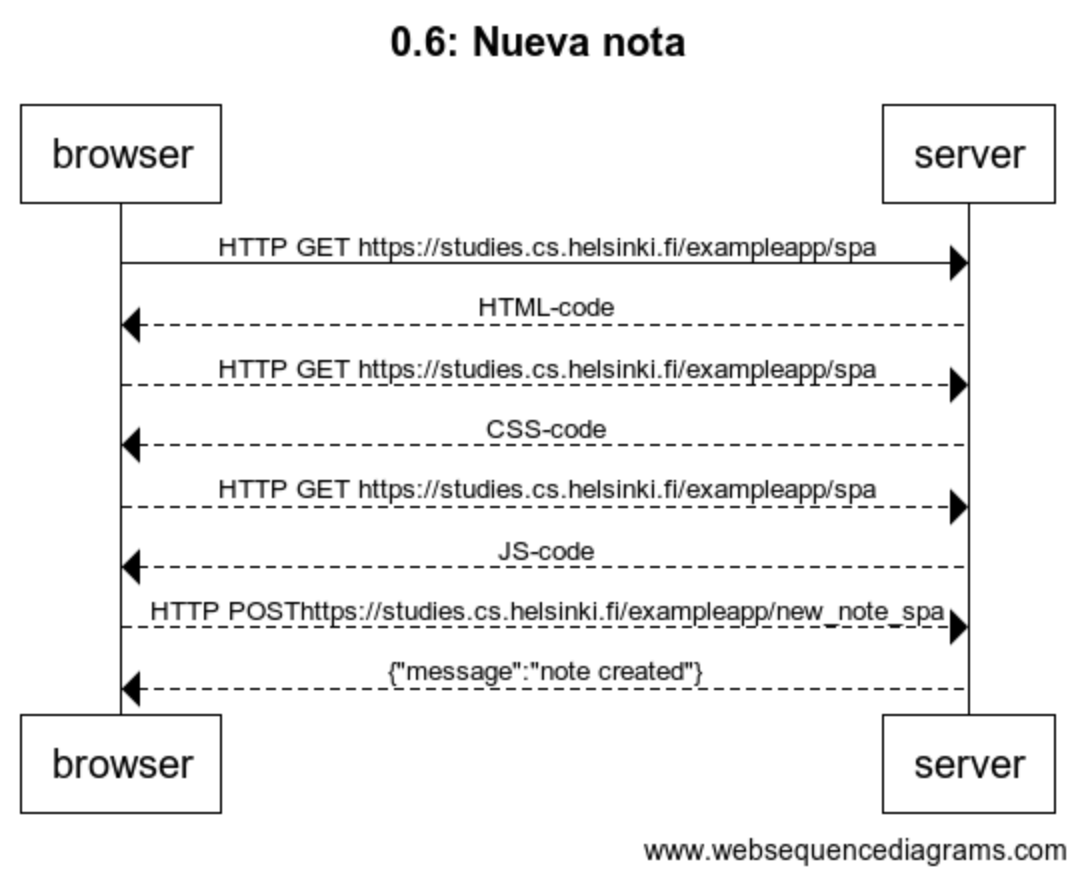 0.6: Nueva nota
browser
server
HTTP GET https://studies.cs.helsinki.fi/exampleapp/spa
HTML-code
HTTP GET https://studies.cs.helsinki.fi/exampleapp/spa
CSS-code
HTTP GET https://studies.cs.helsinki.fi/exampleapp/spa
JS-code
HTTP POSThttps://studies.cs.helsinki.fi/exampleapp/new_note_spa
{"message":"note created"}
browser
server
www.websequencediagrams.com